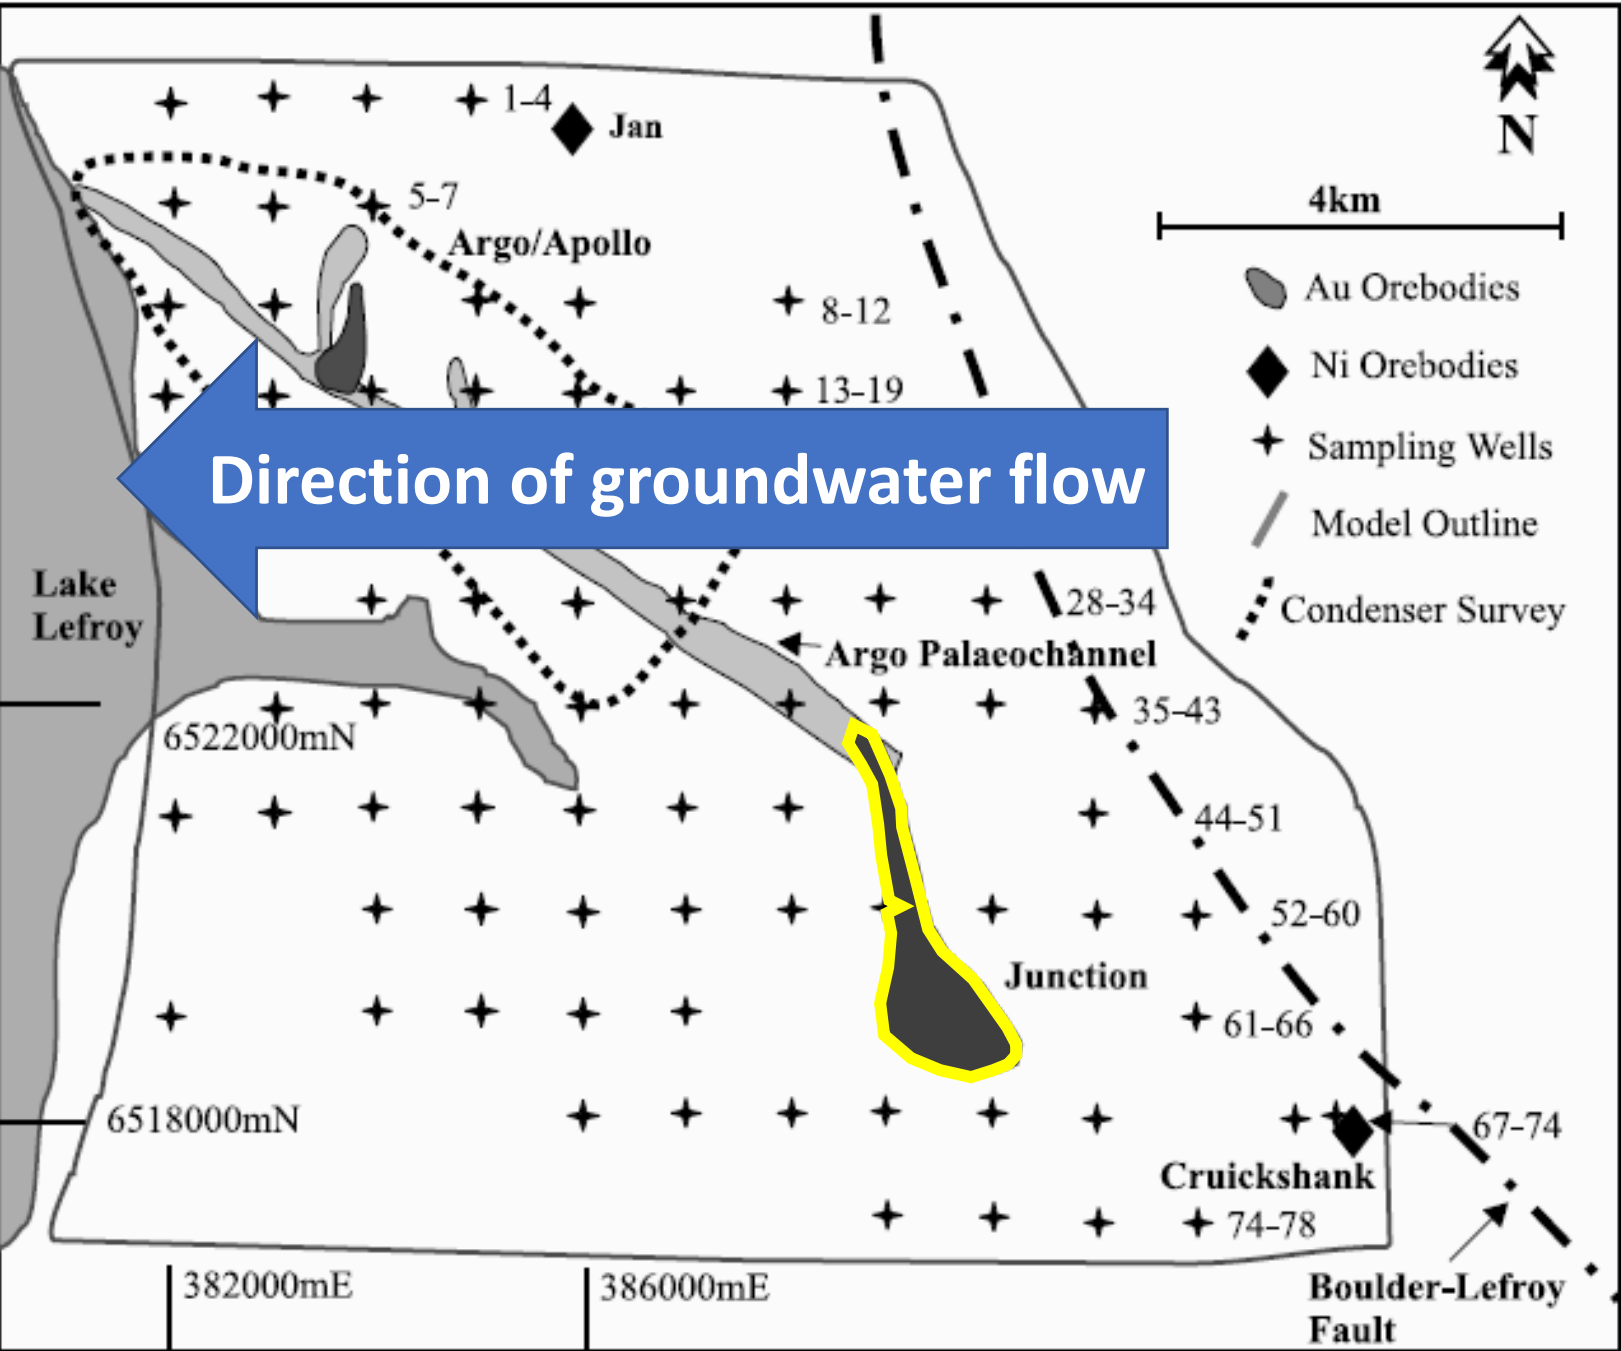 N
1-4
Jan
5-7
4km
Argo/Apollo
Au Orebodies
8-12
Ni Orebodies
13-19
Sampling Wells
Direction of groundwater flow
Model Outline
Lake
Lefroy
28-34
Condenser Survey
Argo Palaeochannel
35-43
6522000mN
44-51
52-60
Junction
61-66
6518000mN
67-74
Cruickshank
74-78
382000mE
386000mE
Boulder-Lefroy
Fault